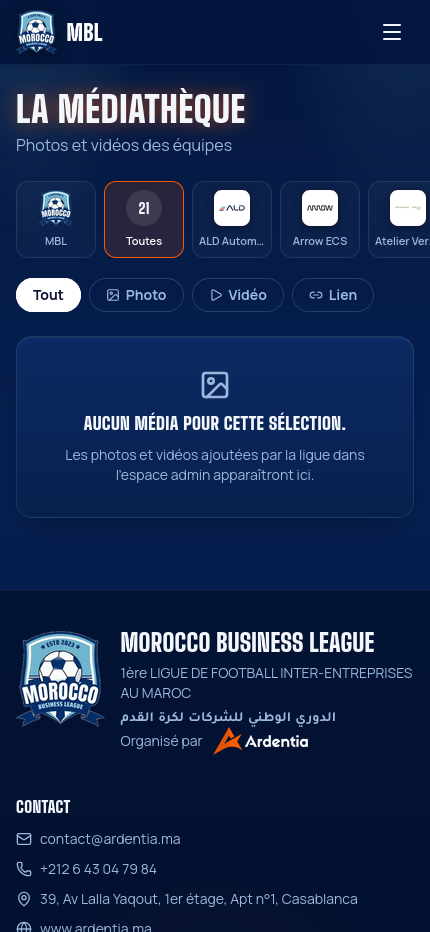 MBL
LA MÉDIATHÈQUE
Photos et vidéos des équipes
MBL
21
Toutes
ALD
ALD Autom...
ARROW
Arrow ECS
Atelier Ver
Tout
Photo
Vidéo
Lien
AUCUN MÉDIA POUR CETTE SÉLECTION.
Les photos et vidéos ajoutées par la ligue dans
l'espace admin apparaîtront ici.
ESTD 2023
MOROCCO
BUSINESS LEAGUE
MOROCCO BUSINESS LEAGUE
1ère LIGUE DE FOOTBALL INTER-ENTREPRISES
AU MAROC
الدوري الوطني للشركات لكرة القدم
Organisé par
Ardentia
CONTACT
contact@ardentia.ma
+212 6 43 04 79 84
39, Av Lalla Yaqout, 1er étage, Apt n°1, Casablanca
www.ardentia.ma